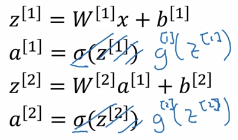 z^[1] = W^[1]x + b^[1]
a^[1] = σ(z^[1]) g^[1](z^[1])
z^[2] = W^[2]a^[1] + b^[2]
a^[2] = σ(z^[2]) g^[2](z^[2])